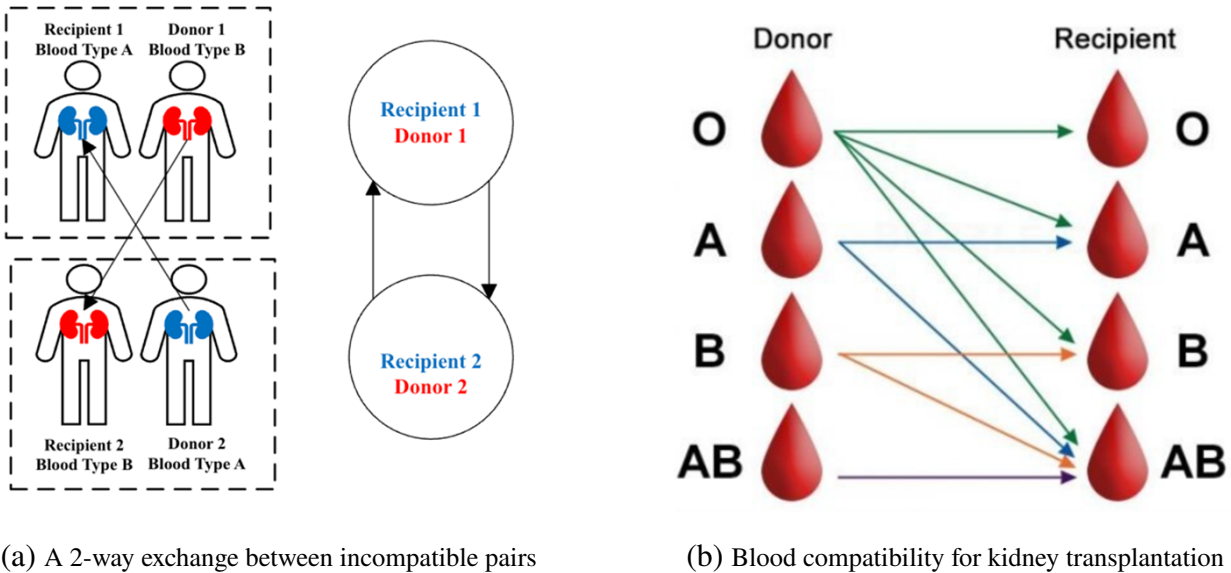 Recipient 1
Blood Type A
Donor 1
Blood Type B
Recipient 1
Donor 1
Recipient 2
Donor 2
Recipient 2
Blood Type B
Donor 2
Blood Type A
(a) A 2-way exchange between incompatible pairs
Donor
Recipient
O
O
A
A
B
B
AB
AB
(b) Blood compatibility for kidney transplantation